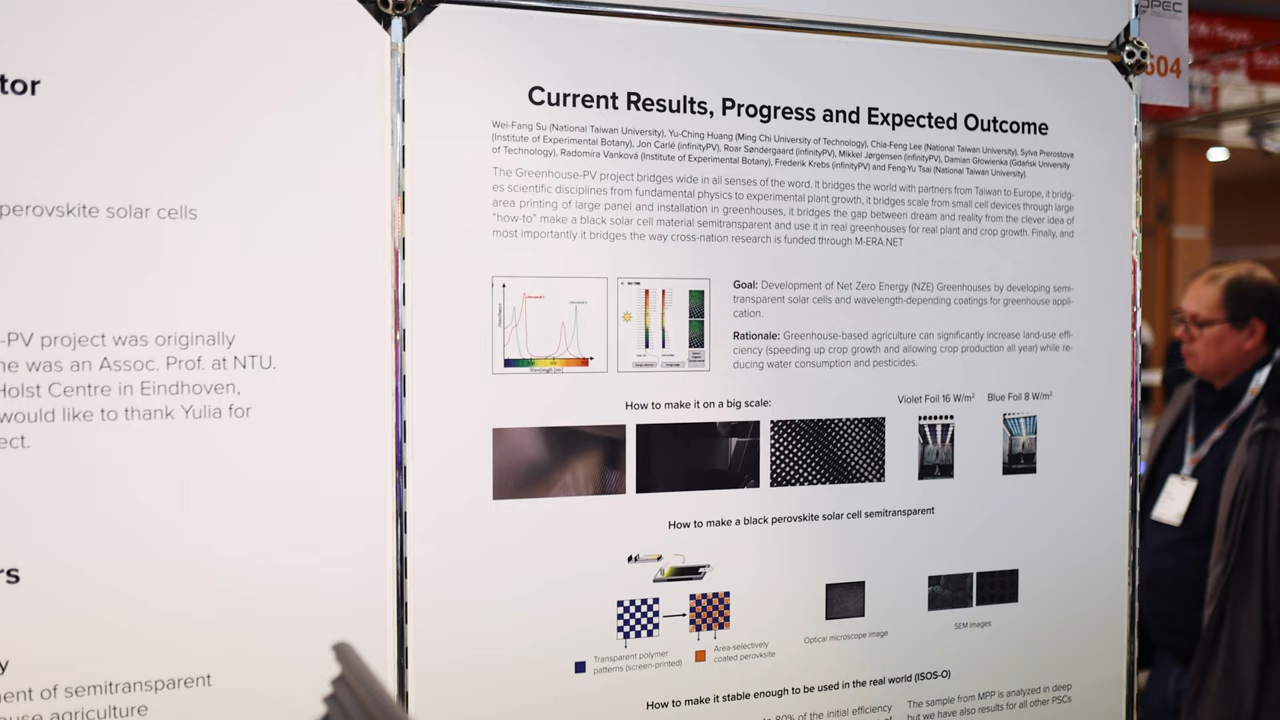 tor
perovskite solar cells
-PV project was originally
he was an Assoc. Prof. at NTU.
Holst Centre in Eindhoven,
would like to thank Yulia for
ect.
rs
y
ent of semitransparent
use agriculture
Current Results, Progress and Expected Outcome
Wei-Fang Su (National Taiwan University), Yu-Ching Huang (Ming Chi University of Technology), Chia-Feng Lee (National Taiwan University), Sylva Prerostova
(Institute of Experimental Botany), Jon Carlé (infinityPV), Roar Søndergaard (infinityPV), Mikkel Jørgensen (infinityPV), Damian Głowienka (Gdańsk University
of Technology), Radomíra Vanková (Institute of Experimental Botany), Frederik Krebs (infinityPV) and Feng-Yu Tsai (National Taiwan University).
The Greenhouse-PV project bridges wide in all senses of the word. It bridges the world with partners from Taiwan to Europe, it bridg-
es scientific disciplines from fundamental physics to experimental plant growth, it bridges scale from small cell devices through large
area printing of large panel and installation in greenhouses, it bridges the gap between dream and reality from the clever idea of
"how-to" make a black solar cell material semitransparent and use it in real greenhouses for real plant and crop growth. Finally, and
most importantly it bridges the way cross-nation research is funded through M-ERA.NET
Wavelength [nm]
Goal: Development of Net Zero Energy (NZE) Greenhouses by developing semi-
transparent solar cells and wavelength-depending coatings for greenhouse appli-
cation.
Rationale: Greenhouse-based agriculture can significantly increase land-use effi-
ciency (speeding up crop growth and allowing crop production all year) while re-
ducing water consumption and pesticides.
How to make it on a big scale:
Violet Foil 16 W/m²
Blue Foil 8 W/m²
How to make a black perovskite solar cell semitransparent
Transparent polymer
patterns (screen-printed)
Area-selectively
coated perovksite
Optical microscope image
SEM images
How to make it stable enough to be used in the real world (ISOS-O)
80% of the initial efficiency
The sample from MPP is analyzed in deep
but we have also results for all other PSCs
OPEC
604